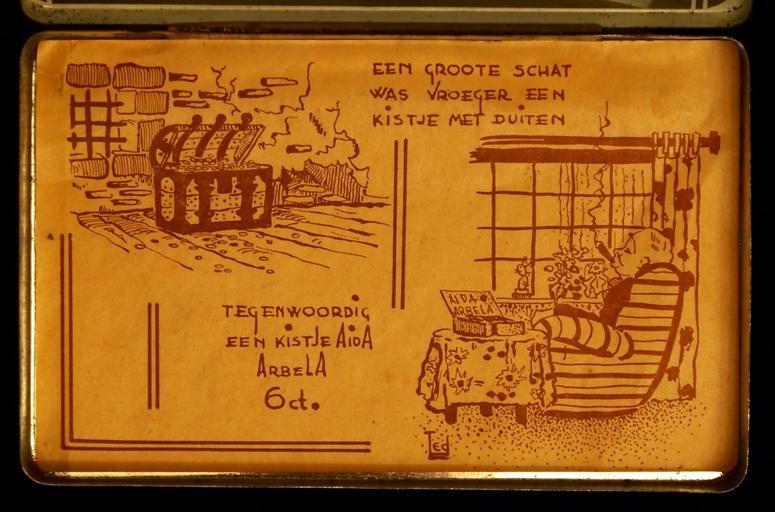 EEN GROOTE SCHAT
WAS VROEGER EEN
KISTJE MET DUITEN
TEGENWOORDIG
EEN KISTJE AIDA
ARBELA
6ct.
AIDA
ARBELA
Ted